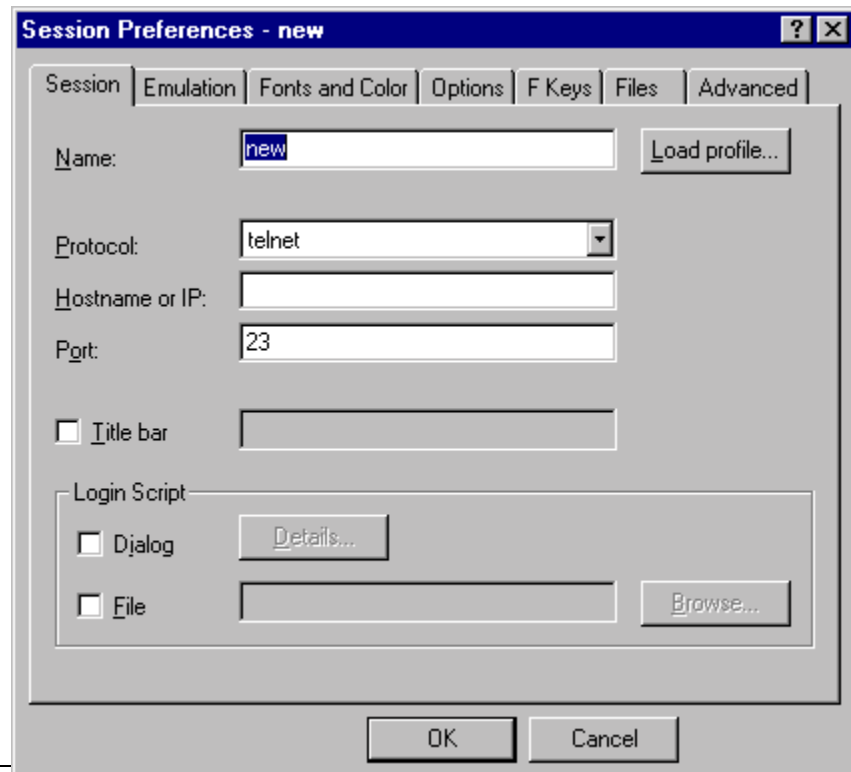 Session Preferences - new
Session Emulation Fonts and Color Options F Keys Files Advanced
Name: new Load profile...
Protocol: telnet
Hostname or IP:
Port: 23
Title bar
Login Script
Dialog Details...
File Browse...
OK Cancel